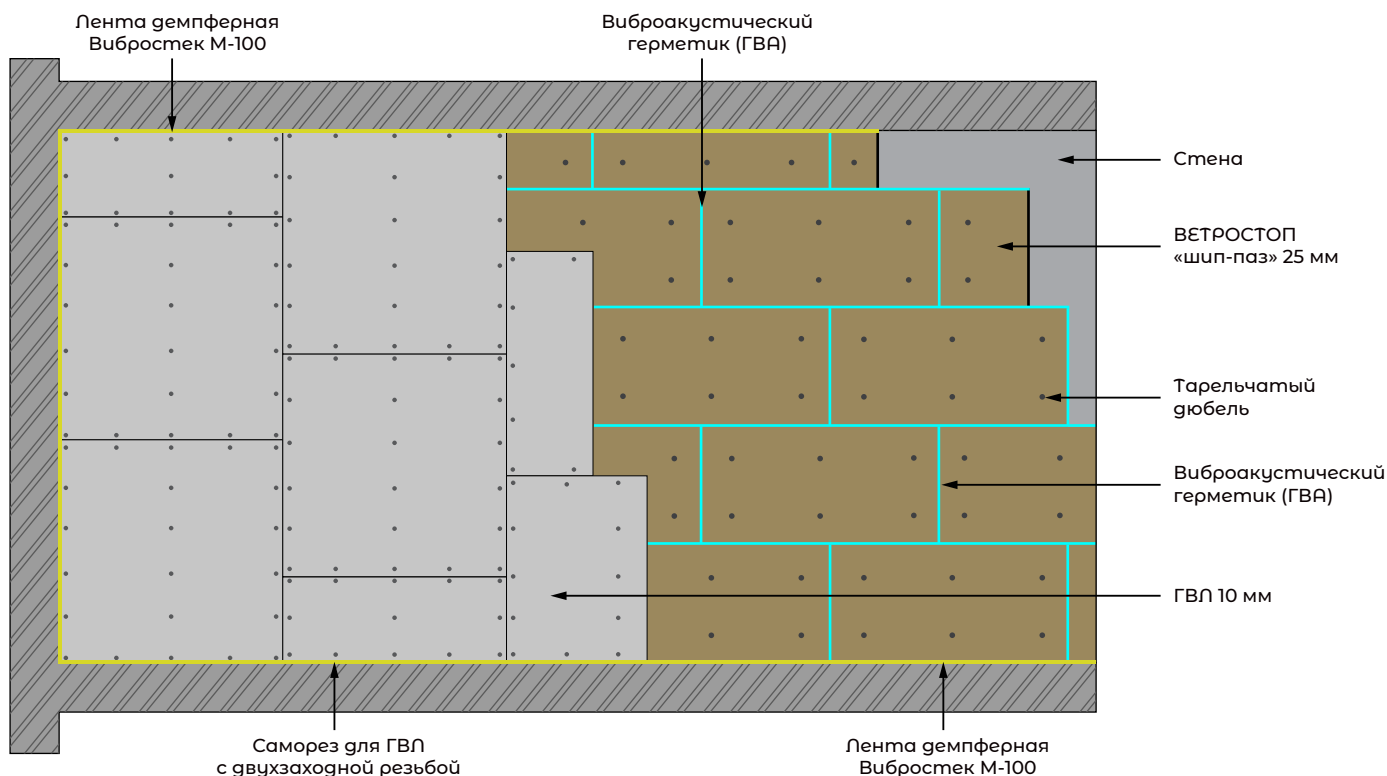 Лента демпферная
Вибростек М-100
Виброакустический
герметик (ГВА)
Стена
ВЕТРОСТОП
«шип-паз» 25 мм
Тарельчатый
дюбель
Виброакустический
герметик (ГВА)
ГВЛ 10 мм
Саморез для ГВЛ
с двухзаходной резьбой
Лента демпферная
Вибростек М-100